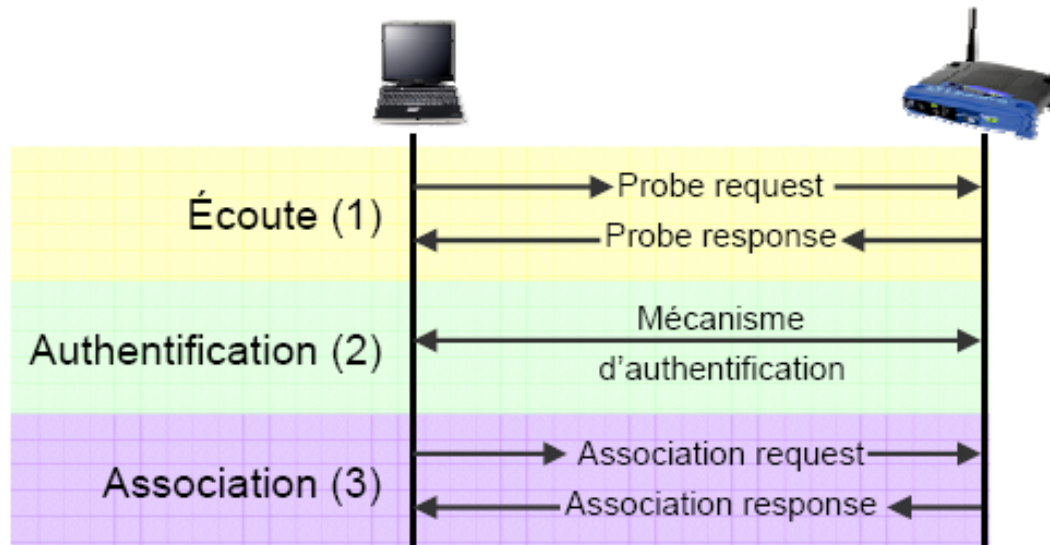 Écoute (1)
Probe request
Probe response
Authentification (2)
Mécanisme
d'authentification
Association (3)
Association request
Association response